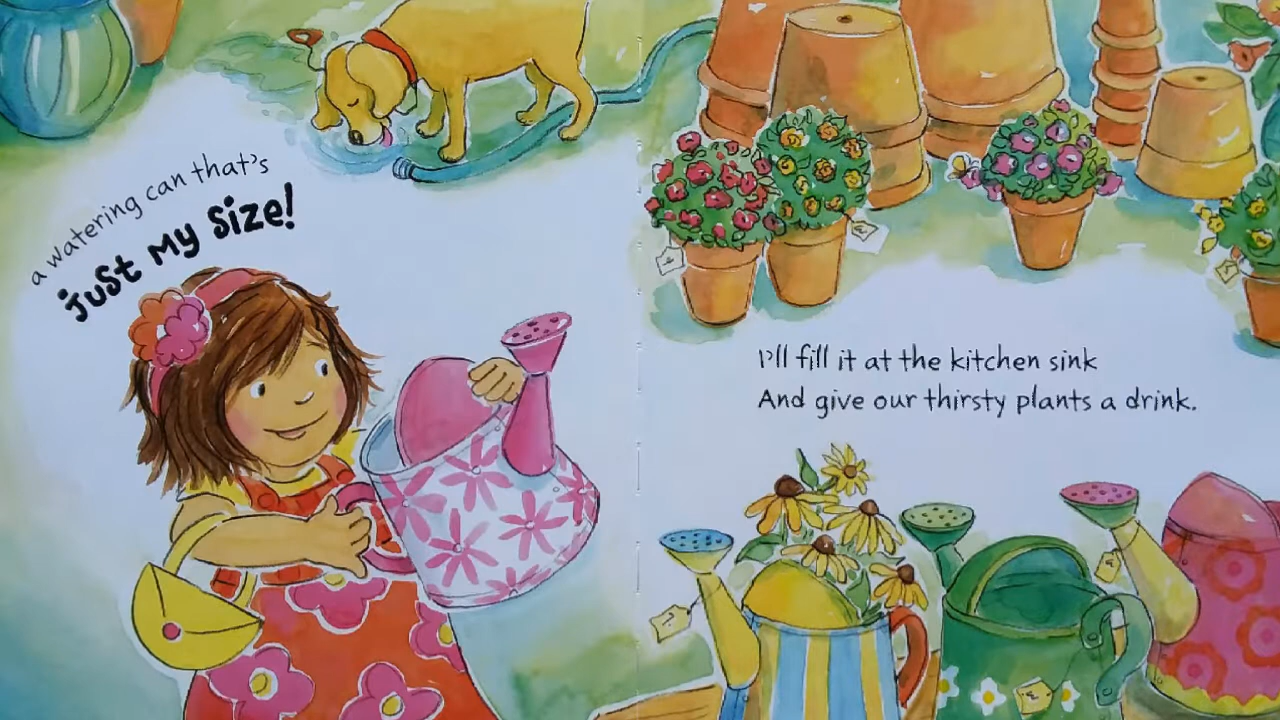 a watering can that's
just my size!
I'll fill it at the kitchen sink
And give our thirsty plants a drink.